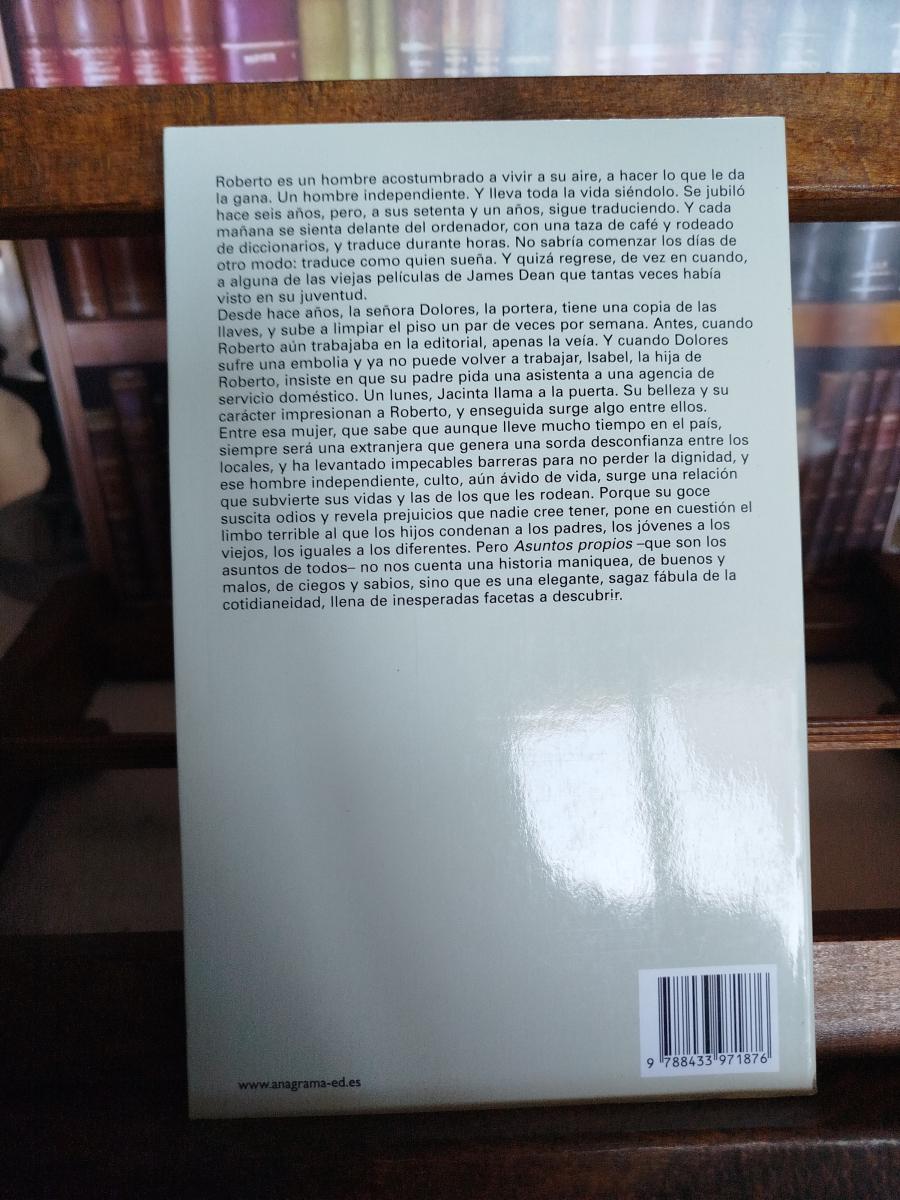 Roberto es un hombre acostumbrado a vivir a su aire, a hacer lo que le da
la gana. Un hombre independiente. Y lleva toda la vida siéndolo. Se jubiló
hace seis años, pero, a sus setenta y un años, sigue traduciendo. Y cada
mañana se sienta delante del ordenador, con una taza de café y rodeado
de diccionarios, y traduce durante horas. No sabría comenzar los días de
otro modo: traduce como quien sueña. Y quizá regrese, de vez en cuando,
a alguna de las viejas películas de James Dean que tantas veces había
visto en su juventud.
Desde hace años, la señora Dolores, la portera, tiene una copia de las
llaves, y sube a limpiar el piso un par de veces por semana. Antes, cuando
Roberto aún trabajaba en la editorial, apenas la veía. Y cuando Dolores
sufre una embolia y ya no puede volver a trabajar, Isabel, la hija de
Roberto, insiste en que su padre pida una asistenta a una agencia de
servicio doméstico. Un lunes, Jacinta llama a la puerta. Su belleza y su
carácter impresionan a Roberto, y enseguida surge algo entre ellos.
Entre esa mujer, que sabe que aunque lleve mucho tiempo en el país,
siempre será una extranjera que genera una sorda desconfianza entre los
locales, y ha levantado impecables barreras para no perder la dignidad, y
ese hombre independiente, culto, aún ávido de vida, surge una relación
que subvierte sus vidas y las de los que les rodean. Porque su goce
suscita odios y revela prejuicios que nadie cree tener, pone en cuestión el
limbo terrible al que los hijos condenan a los padres, los jóvenes a los
viejos, los iguales a los diferentes. Pero Asuntos propios –que son los
asuntos de todos– no nos cuenta una historia maniquea, de buenos y
malos, de ciegos y sabios, sino que es una elegante, sagaz fábula de la
cotidianeidad, llena de inesperadas facetas a descubrir.
9 788433 971876
www.anagrama-ed.es